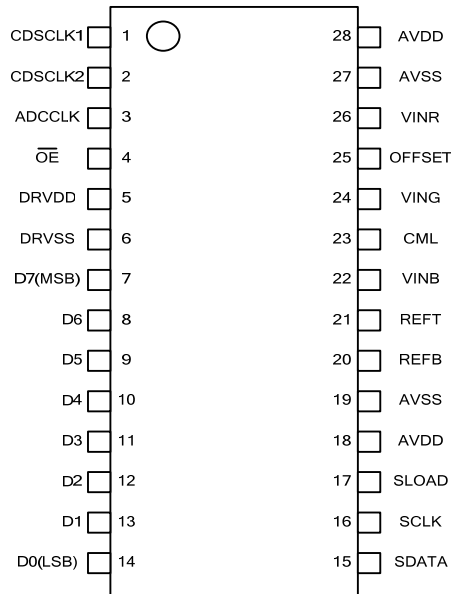 CDSCLK1 1 28 AVDD
CDSCLK2 2 27 AVSS
ADCCLK 3 26 VINR
O̅E̅ 4 25 OFFSET
DRVDD 5 24 VING
DRVSS 6 23 CML
D7(MSB) 7 22 VINB
D6 8 21 REFT
D5 9 20 REFB
D4 10 19 AVSS
D3 11 18 AVDD
D2 12 17 SLOAD
D1 13 16 SCLK
D0(LSB) 14 15 SDATA